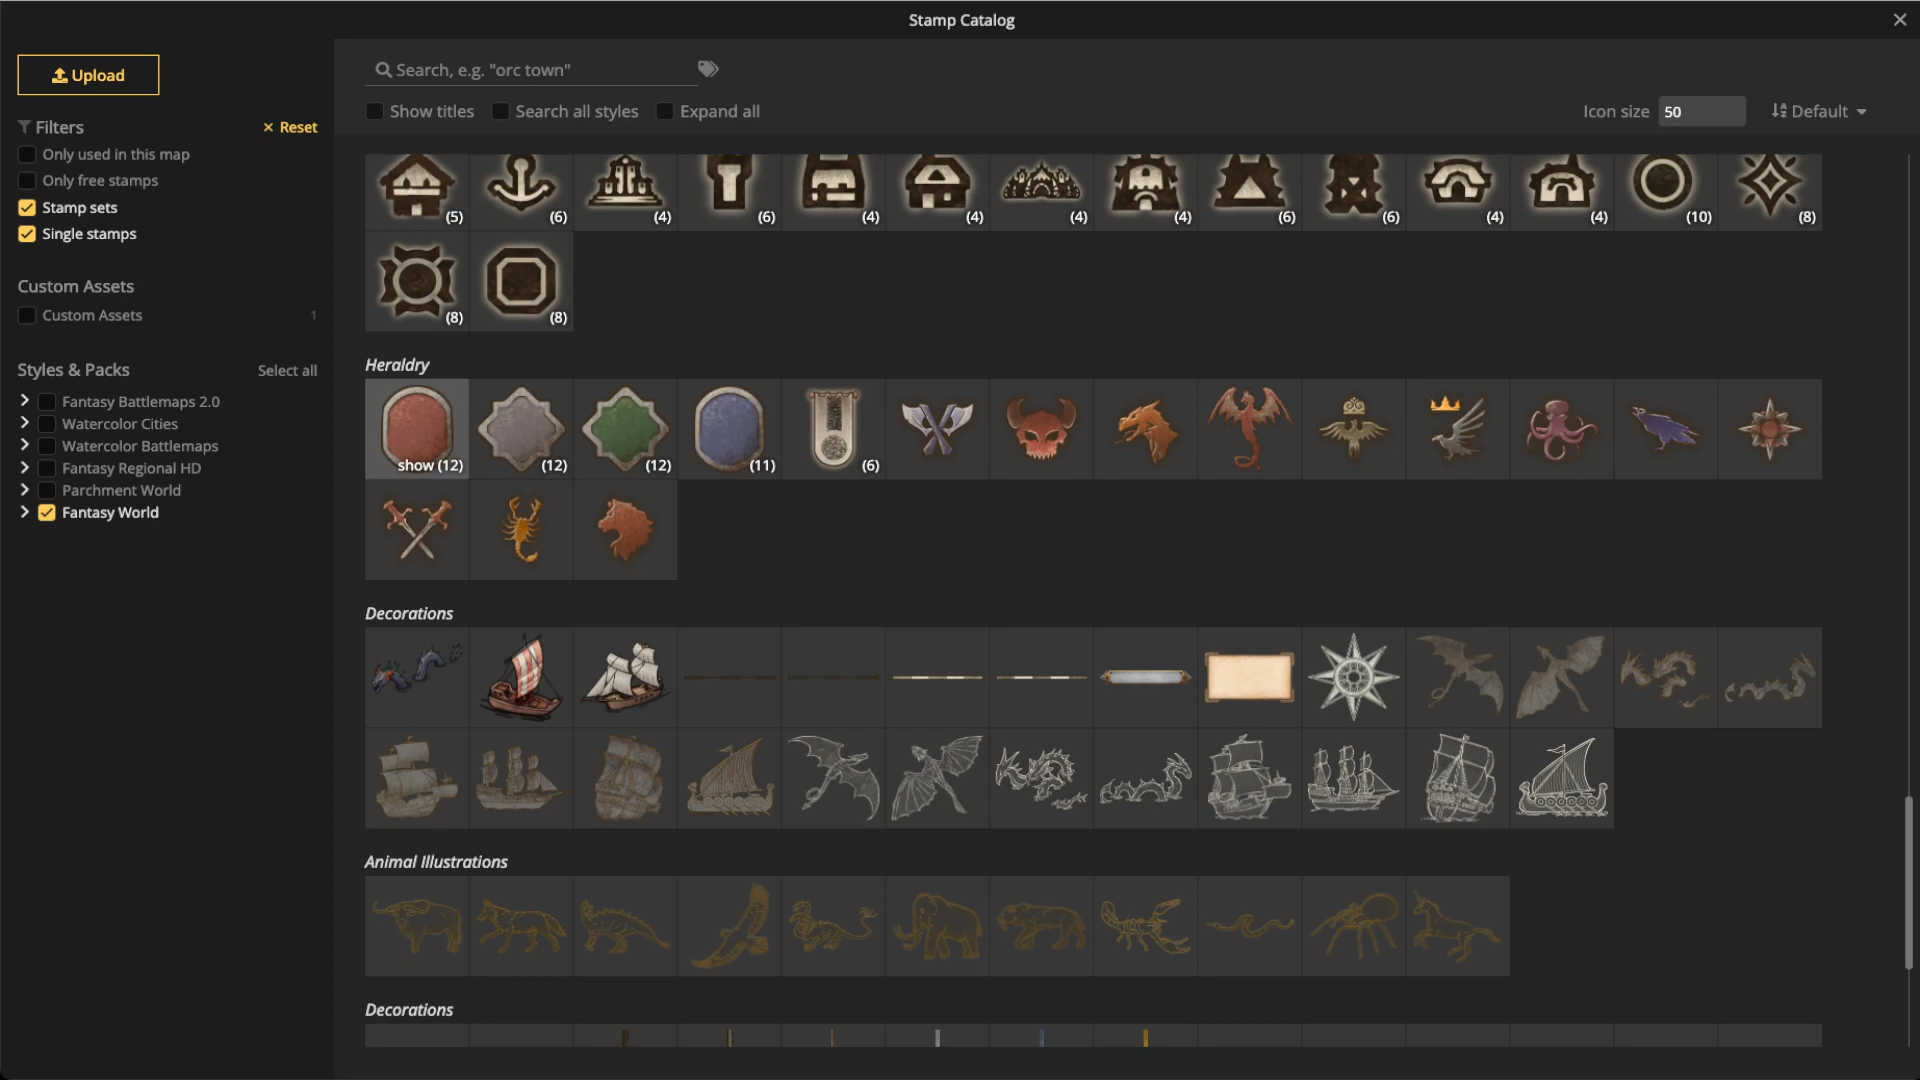 Stamp Catalog
Upload
Search, e.g. "orc town"
Show titles
Search all styles
Expand all
Icon size 50
Default
Filters
Reset
Only used in this map
Only free stamps
Stamp sets
Single stamps
Custom Assets
Custom Assets 1
Styles & Packs Select all
Fantasy Battlemaps 2.0
Watercolor Cities
Watercolor Battlemaps
Fantasy Regional HD
Parchment World
Fantasy World
(5) (6) (4) (6) (4) (4) (4) (4) (6) (6) (4) (4) (10) (8)
(8) (8)
Heraldry
show (12) (12) (12) (11) (6)
Decorations
Animal Illustrations
Decorations